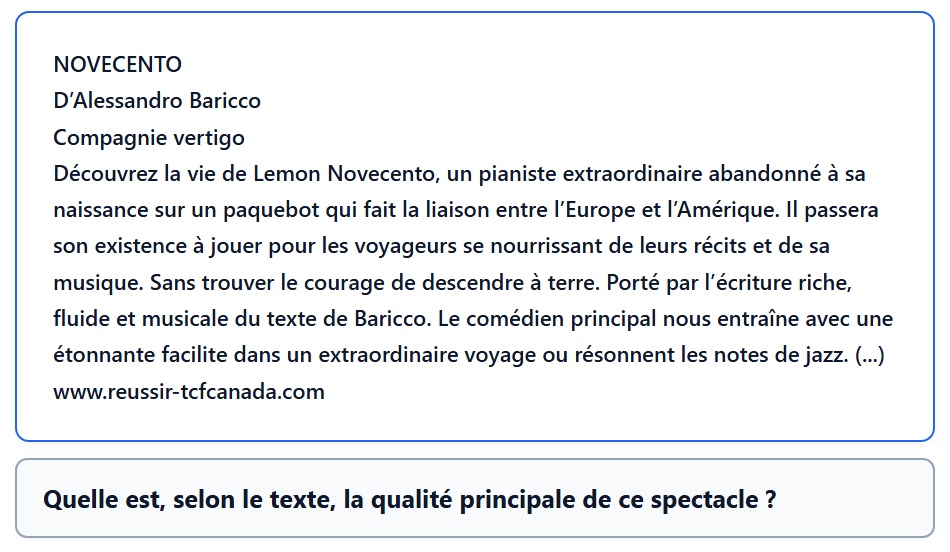 NOVECENTO
D’Alessandro Baricco
Compagnie vertigo
Découvrez la vie de Lemon Novecento, un pianiste extraordinaire abandonné à sa
naissance sur un paquebot qui fait la liaison entre l’Europe et l’Amérique. Il passera
son existence à jouer pour les voyageurs se nourrissant de leurs récits et de sa
musique. Sans trouver le courage de descendre à terre. Porté par l’écriture riche,
fluide et musicale du texte de Baricco. Le comédien principal nous entraîne avec une
étonnante facilite dans un extraordinaire voyage ou résonnent les notes de jazz. (...)
www.reussir-tcfcanada.com
Quelle est, selon le texte, la qualité principale de ce spectacle ?